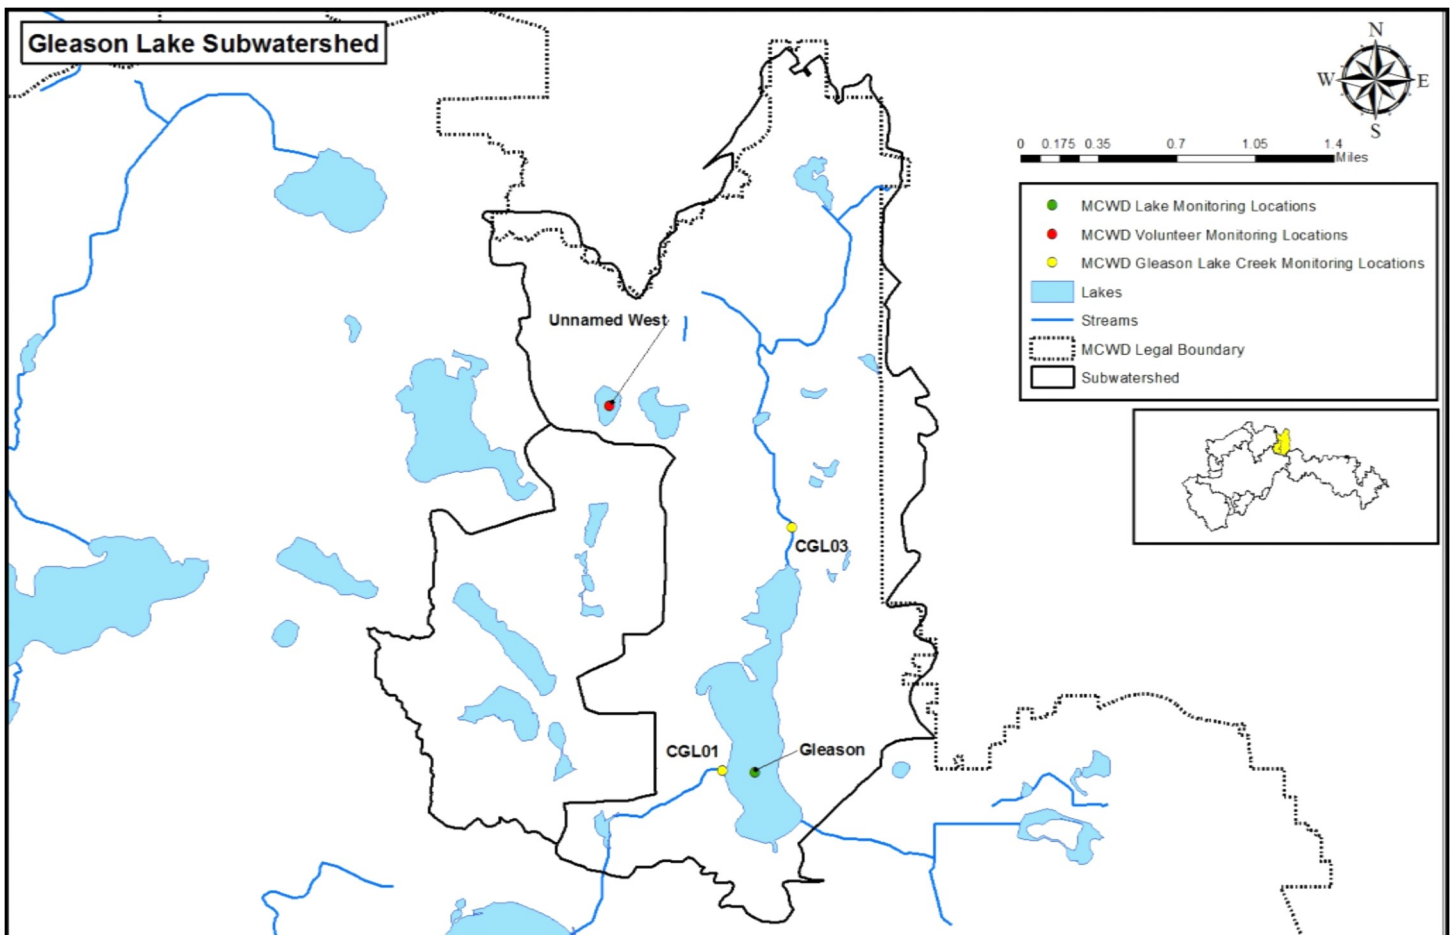 Gleason Lake Subwatershed
N
W E
S
0 0.175 0.35 0.7 1.05 1.4
Miles
MCWD Lake Monitoring Locations
MCWD Volunteer Monitoring Locations
MCWD Gleason Lake Creek Monitoring Locations
Lakes
Streams
MCWD Legal Boundary
Subwatershed
Unnamed West
CGL03
CGL01
Gleason